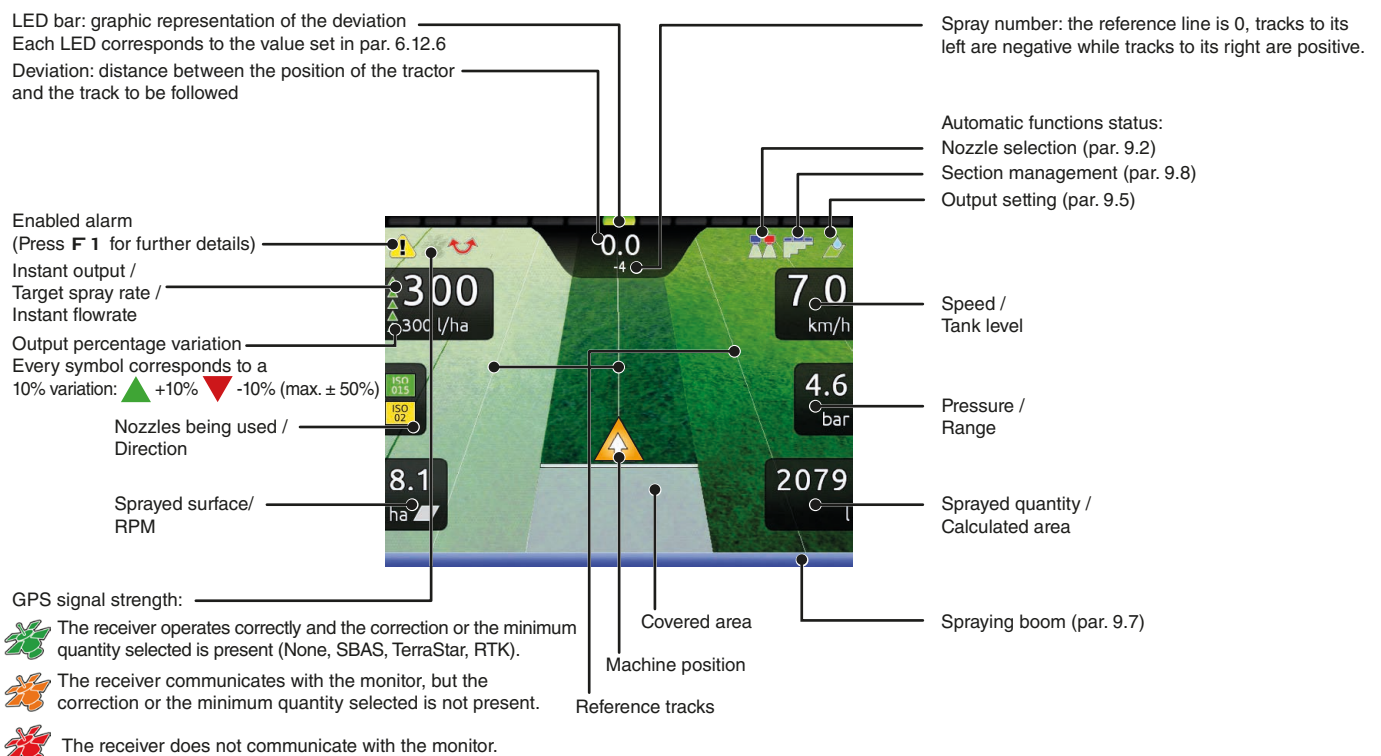 LED bar: graphic representation of the deviation
Each LED corresponds to the value set in par. 6.12.6
Deviation: distance between the position of the tractor
and the track to be followed
Spray number: the reference line is 0, tracks to its
left are negative while tracks to its right are positive.
Automatic functions status:
Nozzle selection (par. 9.2)
Section management (par. 9.8)
Output setting (par. 9.5)
Enabled alarm
(Press F1 for further details)
Instant output /
Target spray rate /
Instant flowrate
Output percentage variation
Every symbol corresponds to a
10% variation: +10% -10% (max. ± 50%)
Nozzles being used /
Direction
Sprayed surface/
RPM
0.0
-4
300
300 l/ha
ISO
015
ISO
02
8.1
ha
7.0
km/h
4.6
bar
2079
l
Speed /
Tank level
Pressure /
Range
Sprayed quantity /
Calculated area
Spraying boom (par. 9.7)
GPS signal strength:
The receiver operates correctly and the correction or the minimum
quantity selected is present (None, SBAS, TerraStar, RTK).
The receiver communicates with the monitor, but the
correction or the minimum quantity selected is not present.
The receiver does not communicate with the monitor.
Covered area
Machine position
Reference tracks